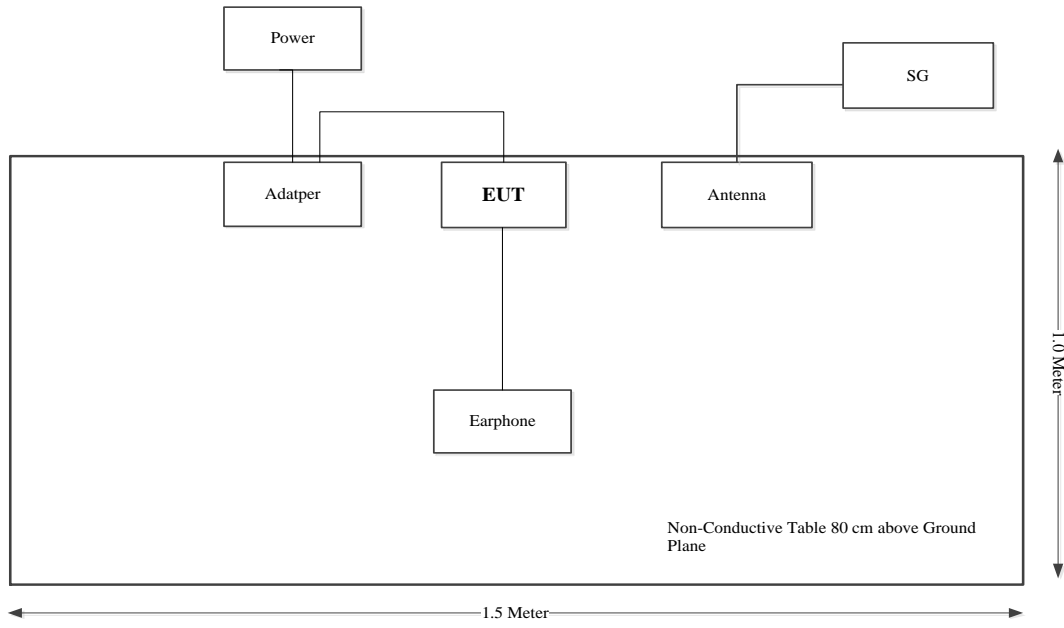 Power
SG
Adatper
EUT
Antenna
1.0 Meter
Earphone
Non-Conductive Table 80 cm above Ground
Plane
1.5 Meter